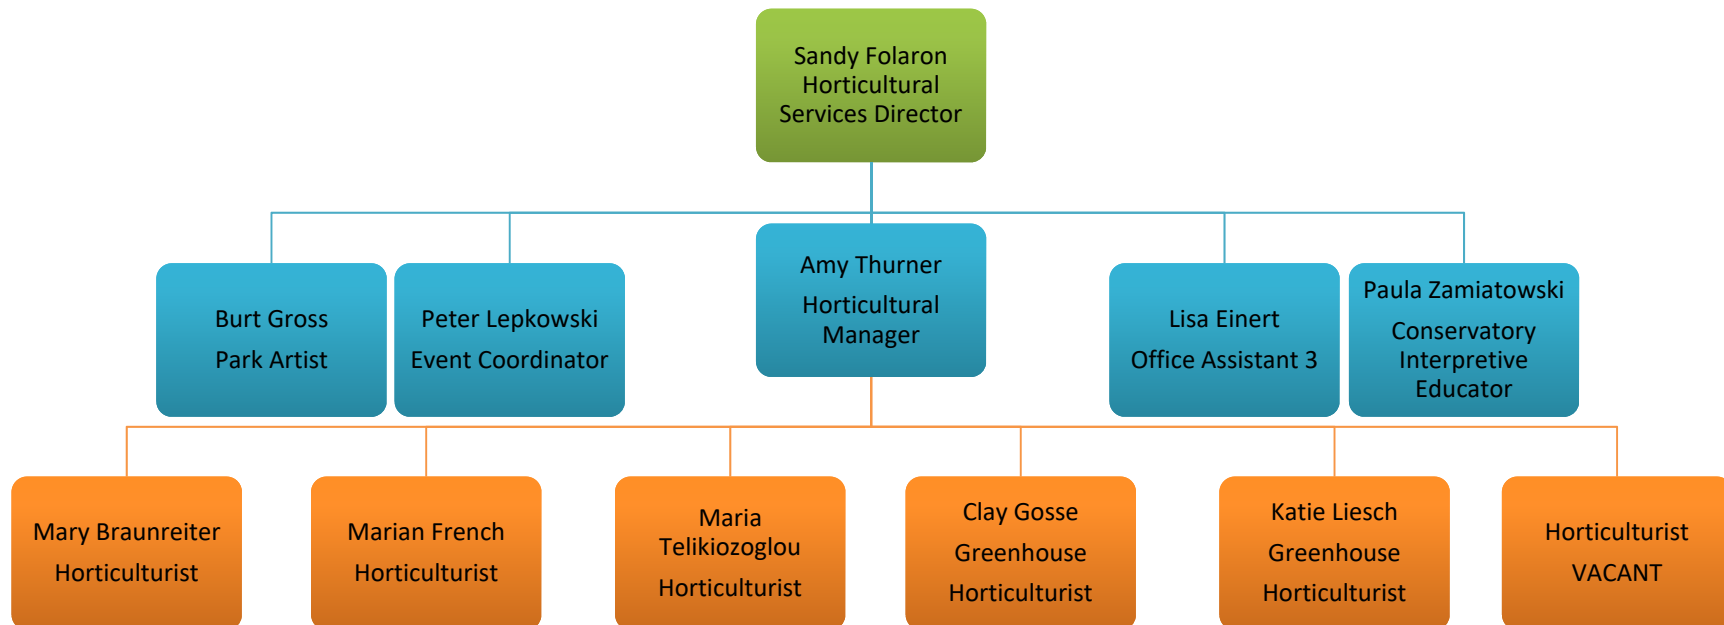 Sandy Folaron
Horticultural
Services Director
Burt Gross
Park Artist
Peter Lepkowski
Event Coordinator
Amy Thurner
Horticultural
Manager
Lisa Einert
Office Assistant 3
Paula Zamiatowski
Conservatory
Interpretive
Educator
Mary Braunreiter
Horticulturist
Marian French
Horticulturist
Maria
Telikiozoglou
Horticulturist
Clay Gosse
Greenhouse
Horticulturist
Katie Liesch
Greenhouse
Horticulturist
Horticulturist
VACANT